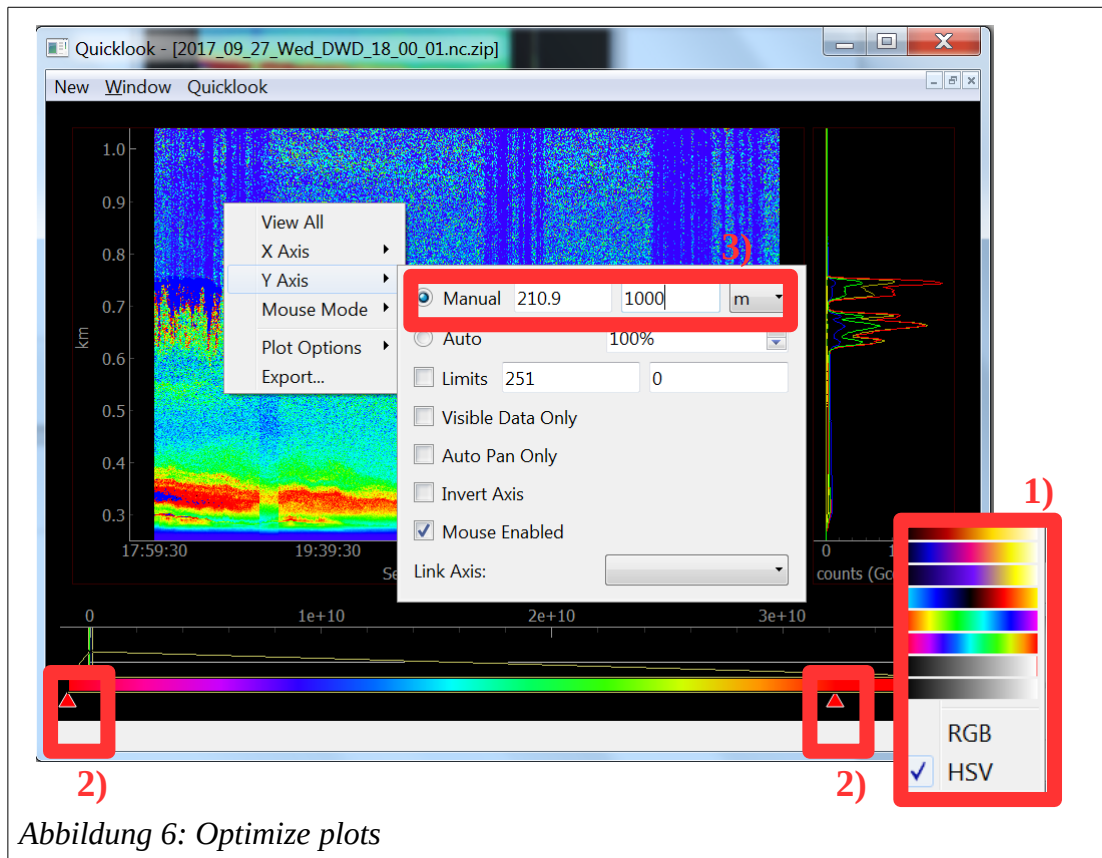 Quicklook - [2017_09_27_Wed_DWD_18_00_01.nc.zip]
New Window Quicklook
1.0
0.9
0.8
0.7
0.6
0.5
0.4
0.3
km
View All
X Axis
Y Axis
Mouse Mode
Plot Options
Export...
3)
Manual 210.9 1000 m
Auto 100%
Limits 251 0
Visible Data Only
Auto Pan Only
Invert Axis
Mouse Enabled
Link Axis:
17:59:30 19:39:30
0
counts
0 1e+10 2e+10 3e+10
1)
RGB
HSV
2) 2)
Abbildung 6: Optimize plots